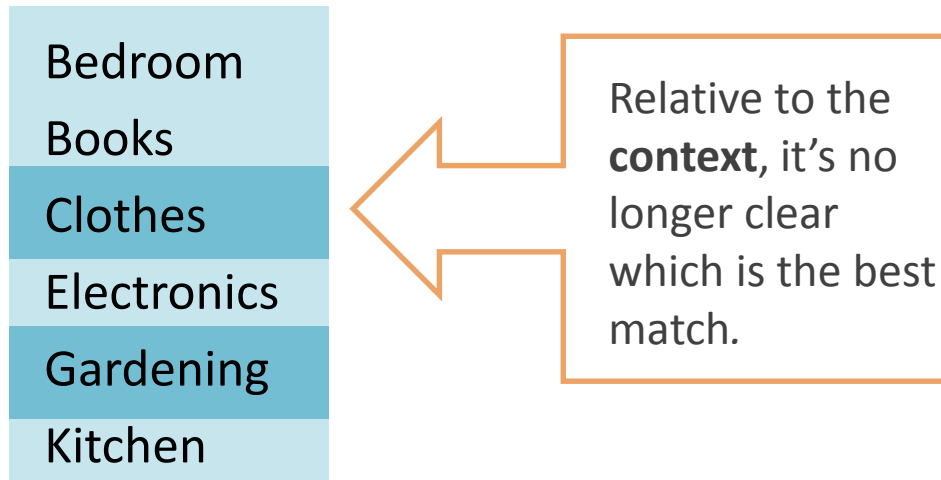 Bedroom
Books
Clothes
Electronics
Gardening
Kitchen
Relative to the
context, it’s no
longer clear
which is the best
match.